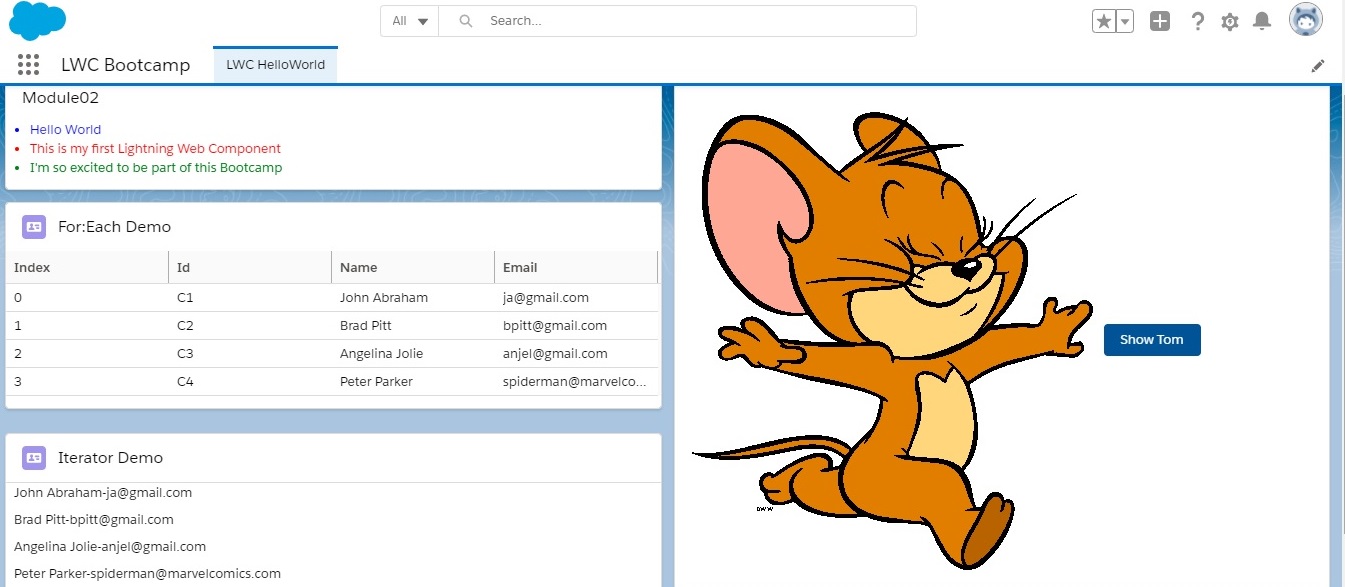 All
Search...
LWC Bootcamp
LWC HelloWorld
Module02
Hello World
This is my first Lightning Web Component
I'm so excited to be part of this Bootcamp
For:Each Demo
Index Id Name Email
0 C1 John Abraham ja@gmail.com
1 C2 Brad Pitt bpitt@gmail.com
2 C3 Angelina Jolie anjel@gmail.com
3 C4 Peter Parker spiderman@marvelco...
Iterator Demo
John Abraham-ja@gmail.com
Brad Pitt-bpitt@gmail.com
Angelina Jolie-anjel@gmail.com
Peter Parker-spiderman@marvelcomics.com
Show Tom